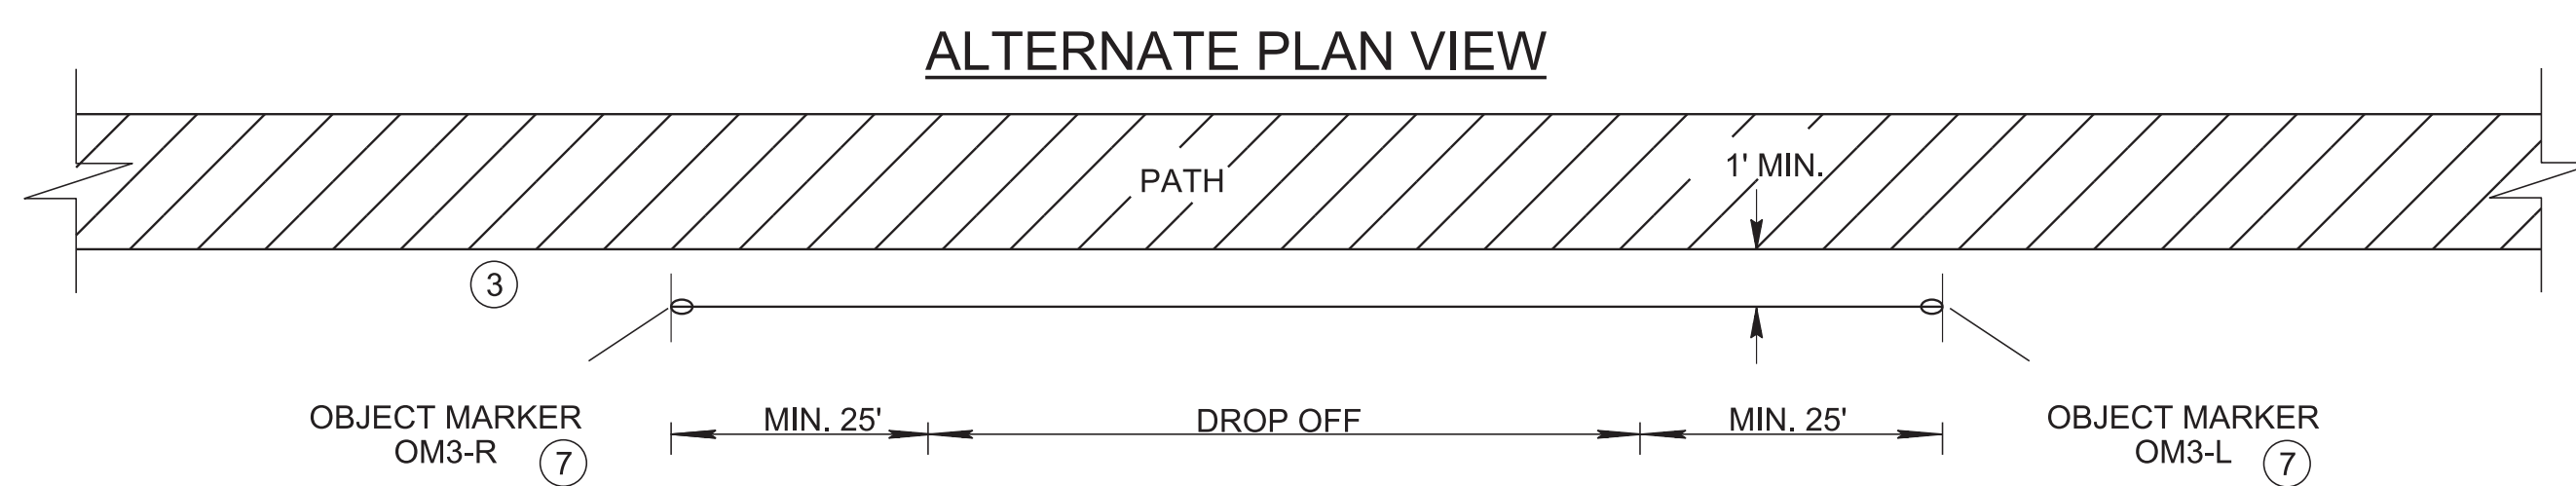 ALTERNATE PLAN VIEW
PATH
1' MIN.
3
OBJECT MARKER
OM3-R
7
MIN. 25'
DROP OFF
MIN. 25'
OBJECT MARKER
OM3-L
7